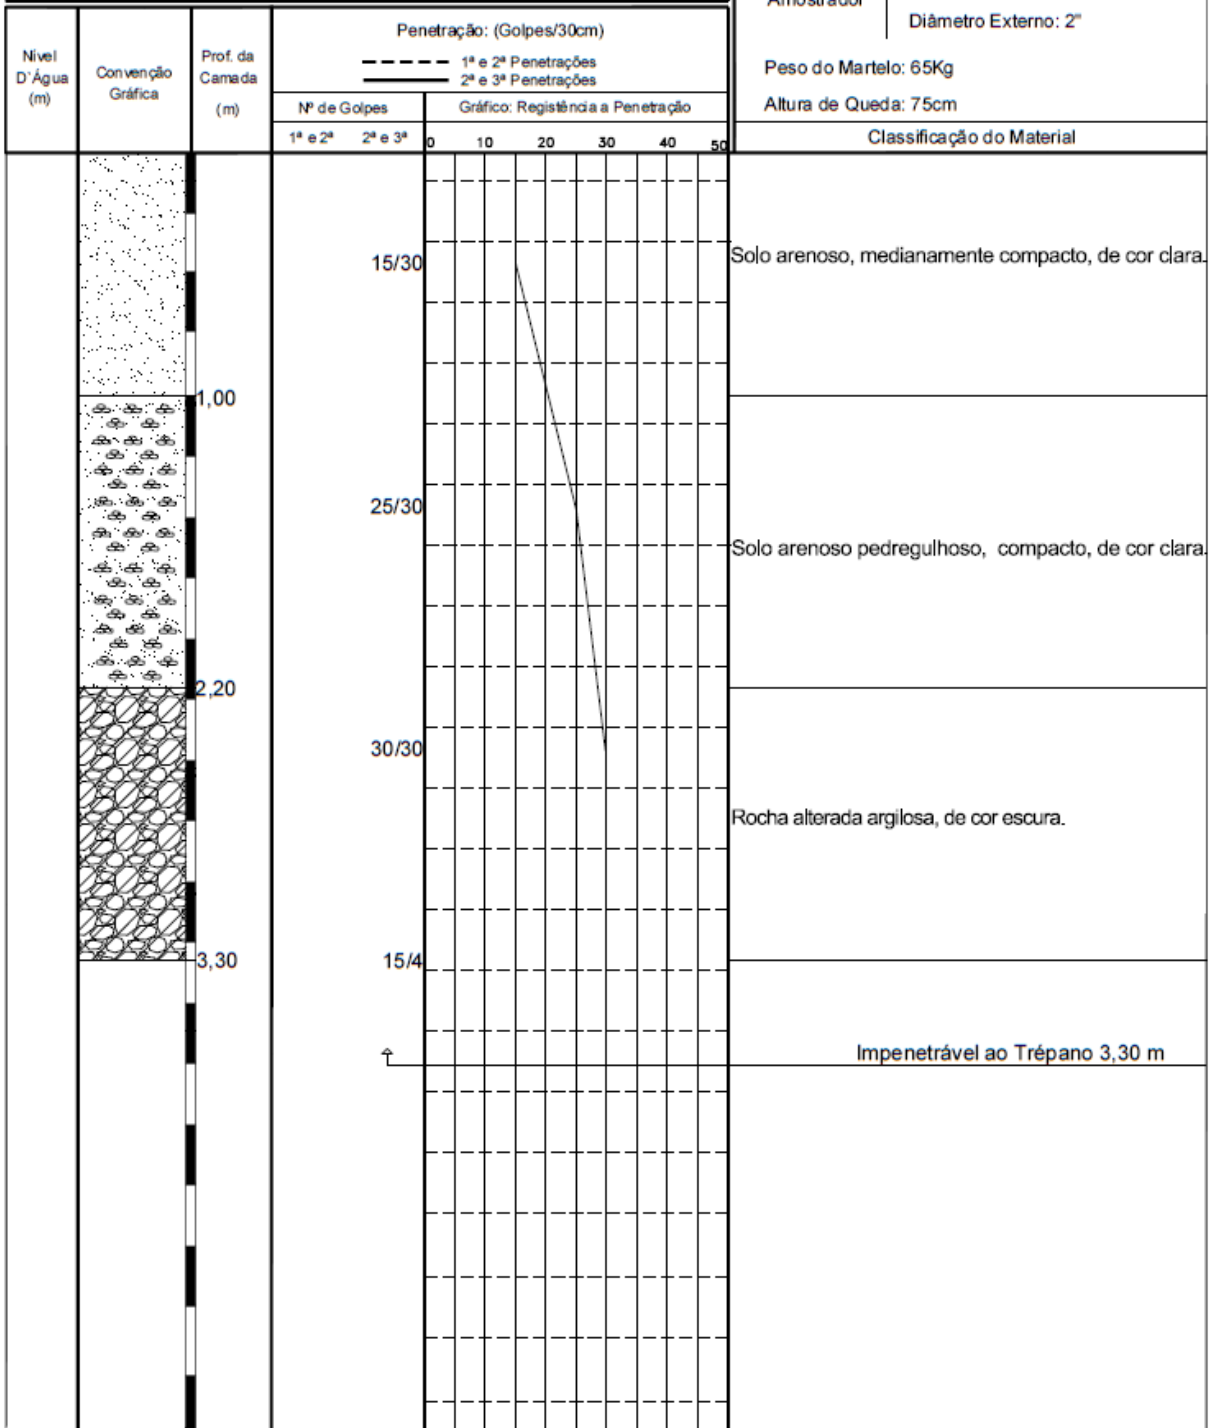 Amostrador
Diâmetro Externo: 2"
Peso do Martelo: 65Kg
Altura de Queda: 75cm
Classificação do Material
Nivel
D`Água
(m)
Convenção
Gráfica
Prof. da
Camada
(m)
Penetração: (Golpes/30cm)
1ª e 2ª Penetrações
2ª e 3ª Penetrações
Nº de Golpes
Gráfico: Registência a Penetração
1ª e 2ª 2ª e 3ª
0 10 20 30 40 50
15/30
Solo arenoso, medianamente compacto, de cor clara.
1,00
25/30
Solo arenoso pedregulhoso, compacto, de cor clara.
2,20
30/30
Rocha alterada argilosa, de cor escura.
3,30
15/4
Impenetrável ao Trépano 3,30 m